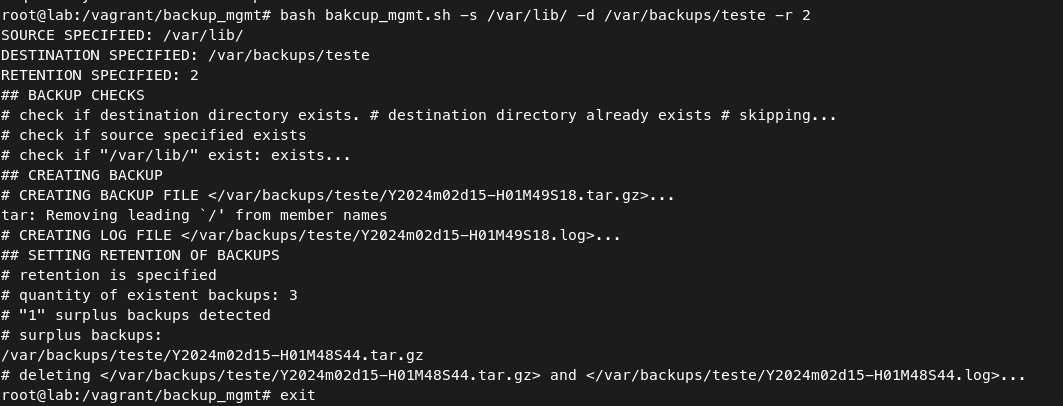 root@lab:/vagrant/backup_mgmt# bash bakcup_mgmt.sh -s /var/lib/ -d /var/backups/teste -r 2
SOURCE SPECIFIED: /var/lib/
DESTINATION SPECIFIED: /var/backups/teste
RETENTION SPECIFIED: 2
## BACKUP CHECKS
# check if destination directory exists. # destination directory already exists # skipping...
# check if source specified exists
# check if "/var/lib/" exist: exists...
## CREATING BACKUP
# CREATING BACKUP FILE </var/backups/teste/Y2024m02d15-H01M49S18.tar.gz>...
tar: Removing leading `/' from member names
# CREATING LOG FILE </var/backups/teste/Y2024m02d15-H01M49S18.log>...
## SETTING RETENTION OF BACKUPS
# retention is specified
# quantity of existent backups: 3
# "1" surplus backups detected
# surplus backups:
/var/backups/teste/Y2024m02d15-H01M48S44.tar.gz
# deleting </var/backups/teste/Y2024m02d15-H01M48S44.tar.gz> and </var/backups/teste/Y2024m02d15-H01M48S44.log>...
root@lab:/vagrant/backup_mgmt# exit